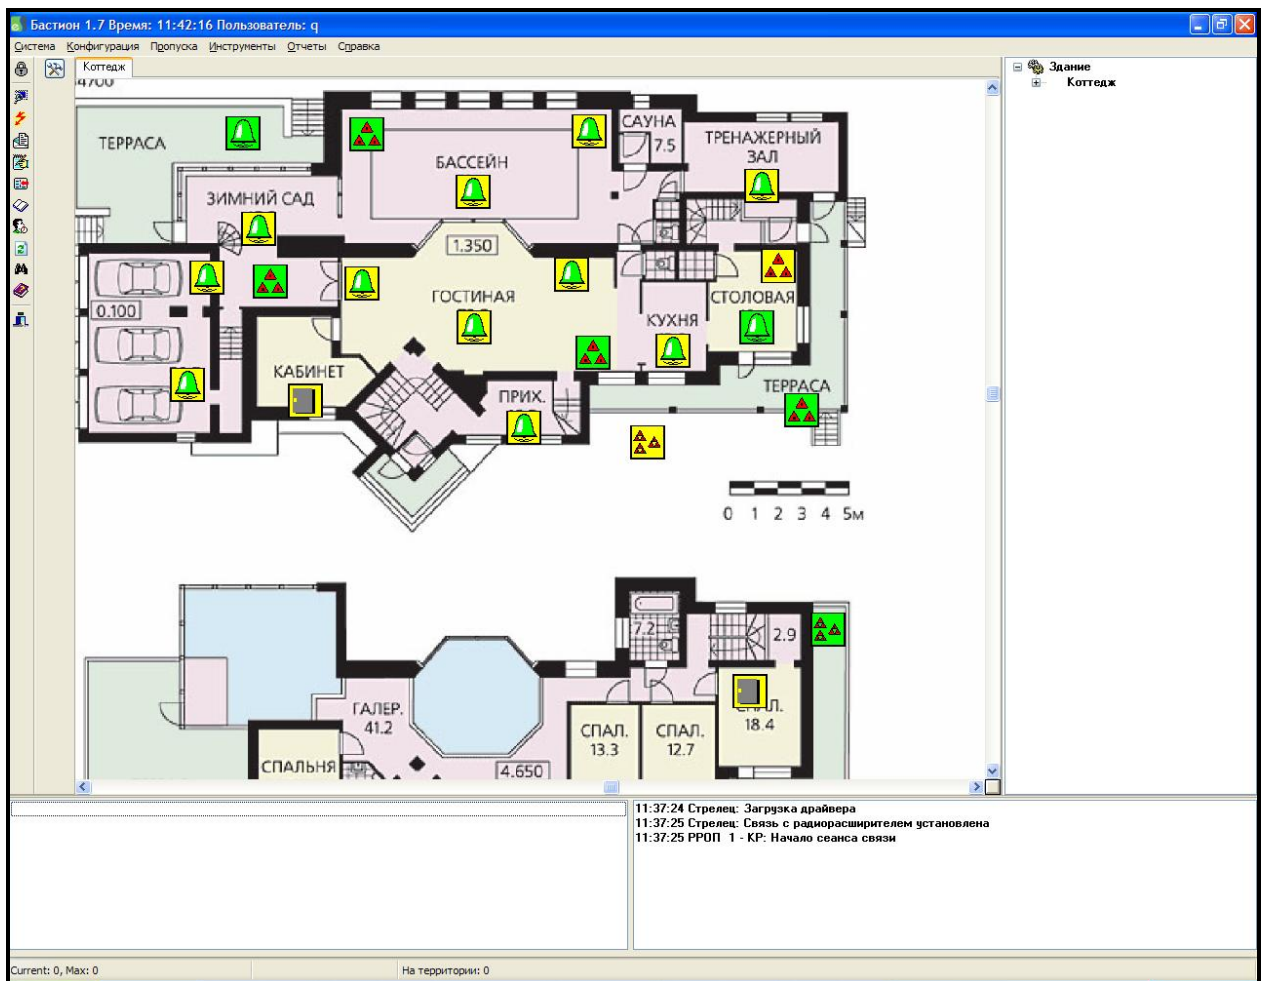 Бастион 1.7 Время: 11:42:16 Пользователь: q
Система Конфигурация Пропуска Инструменты Отчеты Справка
Коттедж
Здание
Коттедж
ТЕРРАСА
БАССЕЙН
САУНА
7.5
ТРЕНАЖЕРНЫЙ
ЗАЛ
ЗИМНИЙ САД
1.350
0.100
ГОСТИНАЯ
СТОЛОВАЯ
КУХНЯ
КАБИНЕТ
ПРИХ.
ТЕРРАСА
0 1 2 3 4 5м
7.2
2.9
ГАЛЕР.
41.2
СПАЛ.
13.3
СПАЛ.
12.7
СПАЛ.
18.4
СПАЛЬНЯ
4.650
11:37:24 Стрелец: Загрузка драйвера
11:37:25 Стрелец: Связь с радиорасширителем установлена
11:37:25 РРОП 1 - КР: Начало сеанса связи
Current: 0, Max: 0
На территории: 0